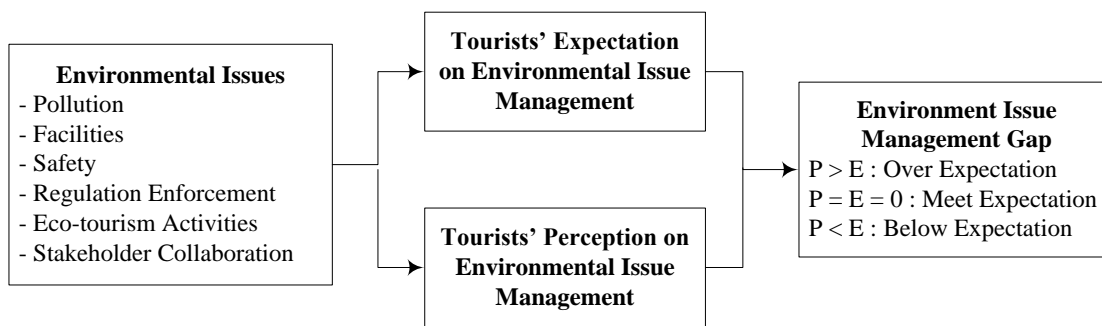 Environmental Issues
- Pollution
- Facilities
- Safety
- Regulation Enforcement
- Eco-tourism Activities
- Stakeholder Collaboration
Tourists’ Expectation
on Environmental Issue
Management
Tourists’ Perception on
Environmental Issue
Management
Environment Issue
Management Gap
P > E : Over Expectation
P = E = 0 : Meet Expectation
P < E : Below Expectation